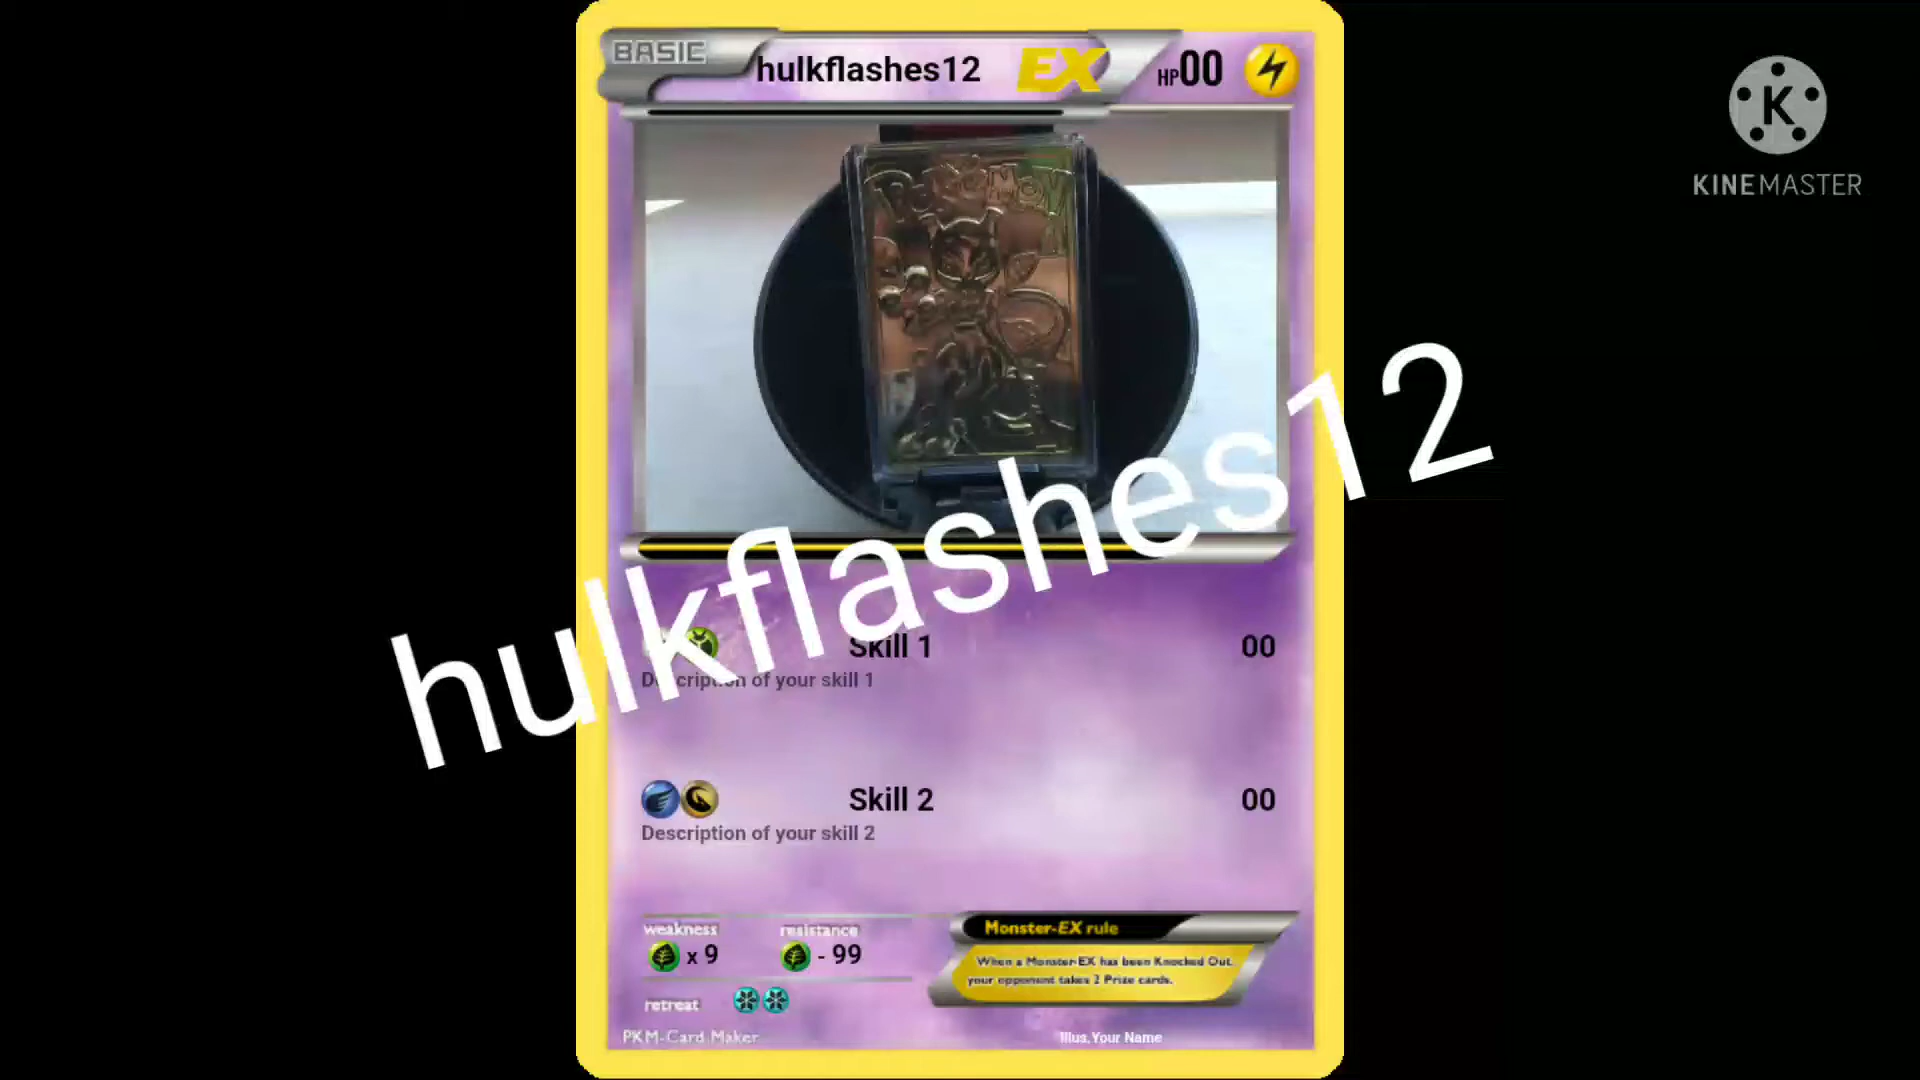 BASIC
hulkflashes12 EX HP00
POKéMON
K
KINEMASTER
hulkflashes12
Skill 1 00
Description of your skill 1
Skill 2 00
Description of your skill 2
weakness resistance
x 9 - 99
retreat
Monster-EX rule
When a Monster-EX has been Knocked Out,
your opponent takes 2 Prize cards.
PKM-Card Maker Illus.Your Name